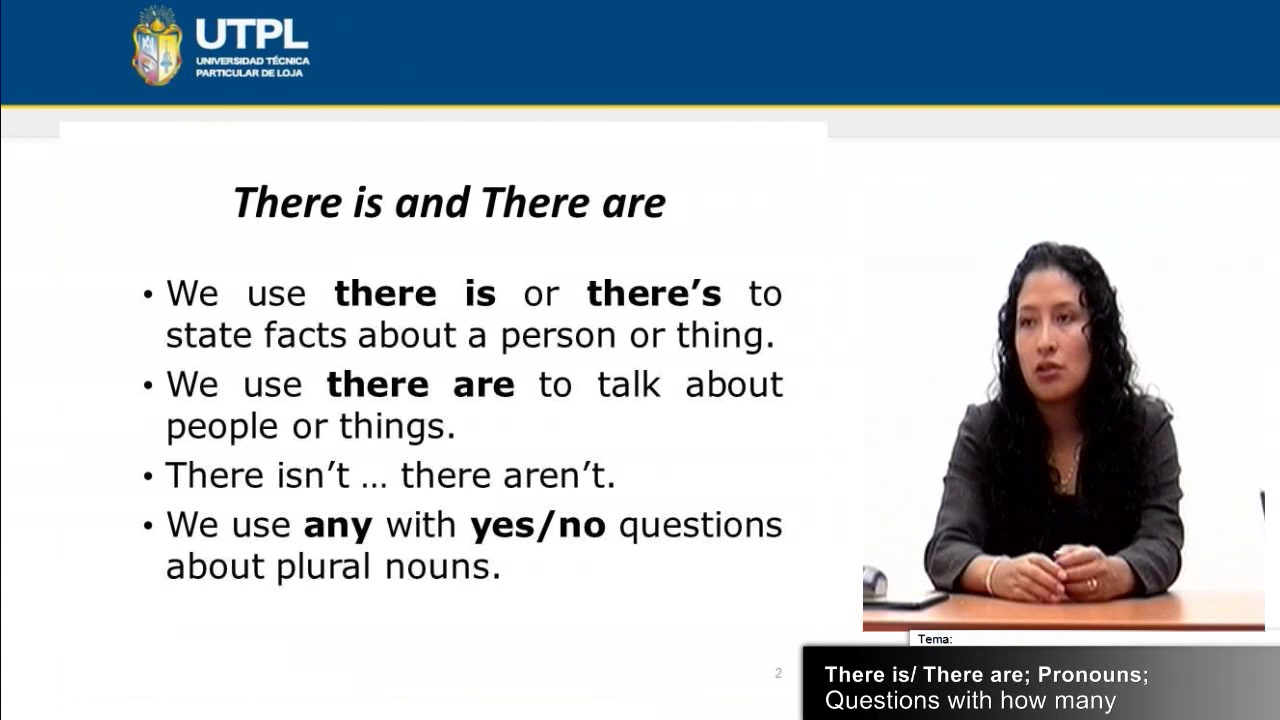 UTPL
UNIVERSIDAD TÉCNICA
PARTICULAR DE LOJA
There is and There are
• We use there is or there’s to
state facts about a person or thing.
• We use there are to talk about
people or things.
• There isn’t … there aren’t.
• We use any with yes/no questions
about plural nouns.
2
Tema:
There is/ There are; Pronouns;
Questions with how many